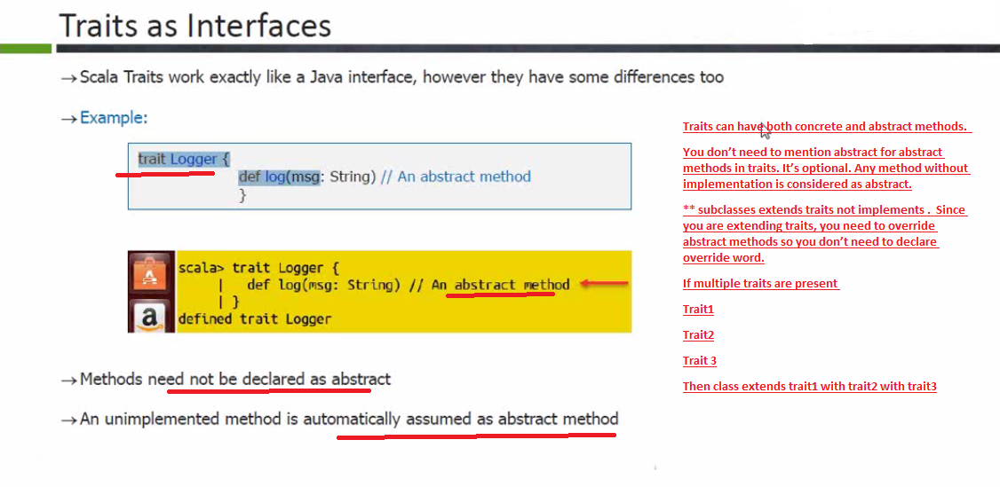 Traits as Interfaces
→Scala Traits work exactly like a Java interface, however they have some differences too
→Example:
trait Logger {
def log(msg: String) // An abstract method
}
scala> trait Logger {
| def log(msg: String) // An abstract method
| }
defined trait Logger
→Methods need not be declared as abstract
→An unimplemented method is automatically assumed as abstract method
Traits can have both concrete and abstract methods.
You don’t need to mention abstract for abstract
methods in traits. It’s optional. Any method without
implementation is considered as abstract.
** subclasses extends traits not implements . Since
you are extending traits, you need to override
abstract methods so you don’t need to declare
override word.
If multiple traits are present
Trait1
Trait2
Trait 3
Then class extends trait1 with trait2 with trait3